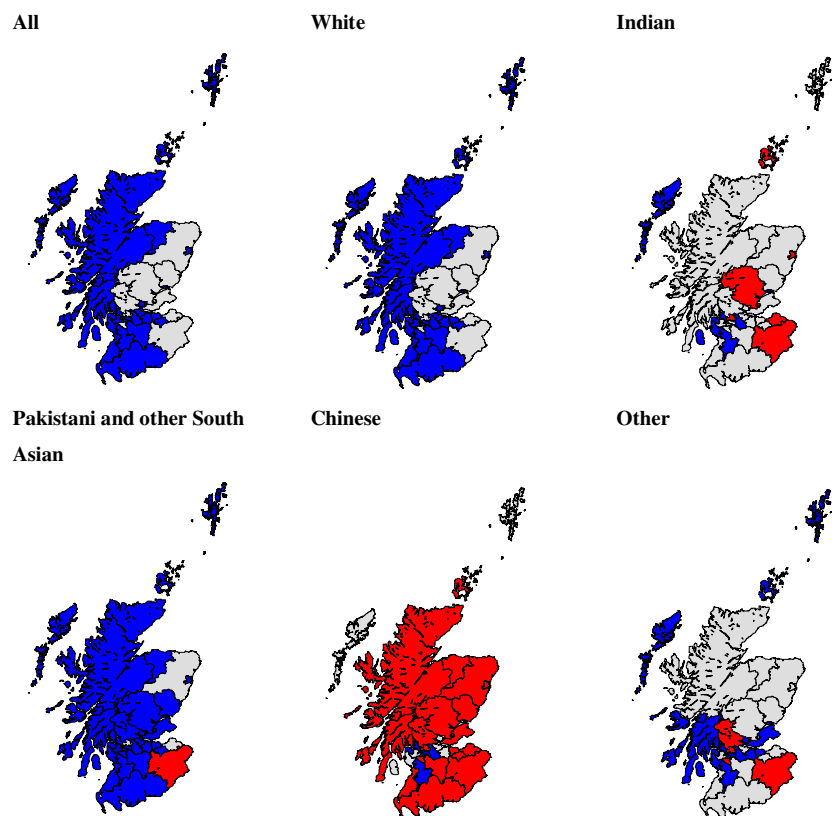 All
White
Indian
Pakistani and other South
Asian
Chinese
Other